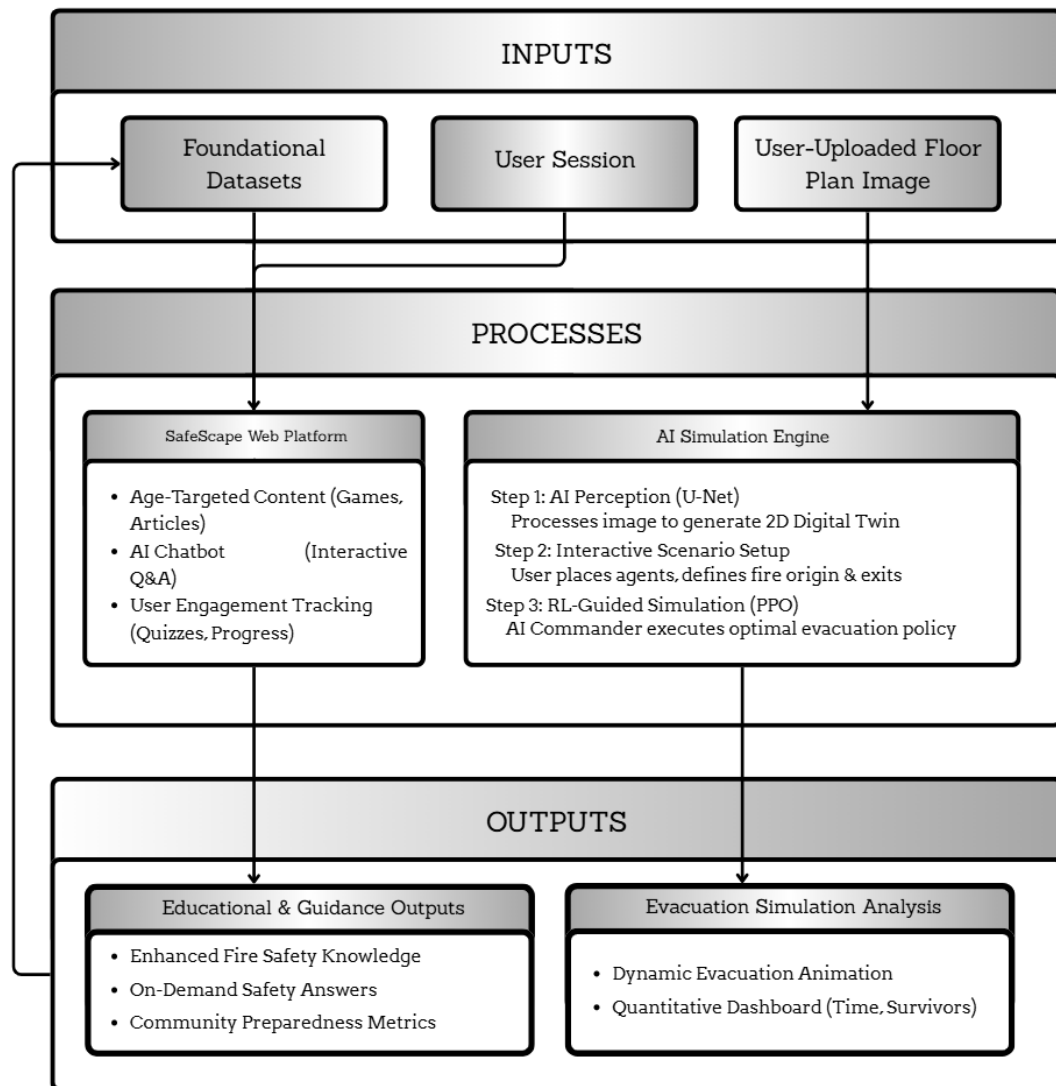 INPUTS
Foundational
Datasets
User Session
User-Uploaded Floor
Plan Image
PROCESSES
SafeScape Web Platform
• Age-Targeted Content (Games,
Articles)
• AI Chatbot (Interactive
Q&A)
• User Engagement Tracking
(Quizzes, Progress)
AI Simulation Engine
Step 1: AI Perception (U-Net)
Processes image to generate 2D Digital Twin
Step 2: Interactive Scenario Setup
User places agents, defines fire origin & exits
Step 3: RL-Guided Simulation (PPO)
AI Commander executes optimal evacuation policy
OUTPUTS
Educational & Guidance Outputs
• Enhanced Fire Safety Knowledge
• On-Demand Safety Answers
• Community Preparedness Metrics
Evacuation Simulation Analysis
• Dynamic Evacuation Animation
• Quantitative Dashboard (Time, Survivors)